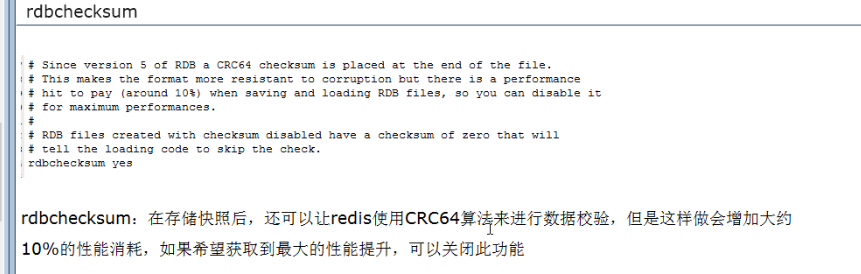 rdbchecksum
# Since version 5 of RDB a CRC64 checksum is placed at the end of the file.
# This makes the format more resistant to corruption but there is a performance
# hit to pay (around 10%) when saving and loading RDB files, so you can disable it
# for maximum performances.
#
# RDB files created with checksum disabled have a checksum of zero that will
# tell the loading code to skip the check.
rdbchecksum yes
rdbchecksum：在存储快照后，还可以让redis使用CRC64算法来进行数据校验，但是这样做会增加大约
10%的性能消耗，如果希望获取到最大的性能提升，可以关闭此功能